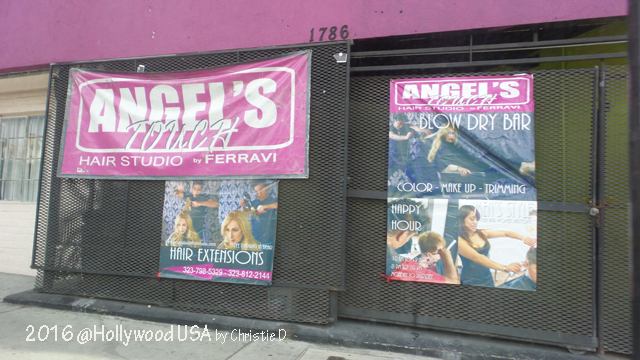 1786
ANGEL'S
TOUCH
HAIR STUDIO by FERRAVI
ANGEL'S
TOUCH
HAIR STUDIO by FERRAVI
BLOW DRY BAR
COLOR - MAKE UP - TRIMMING
HAPPY
HOUR
HAIR EXTENSIONS
323-798-5329 - 323-612-2144
2016 @Hollywood USA by Christie D